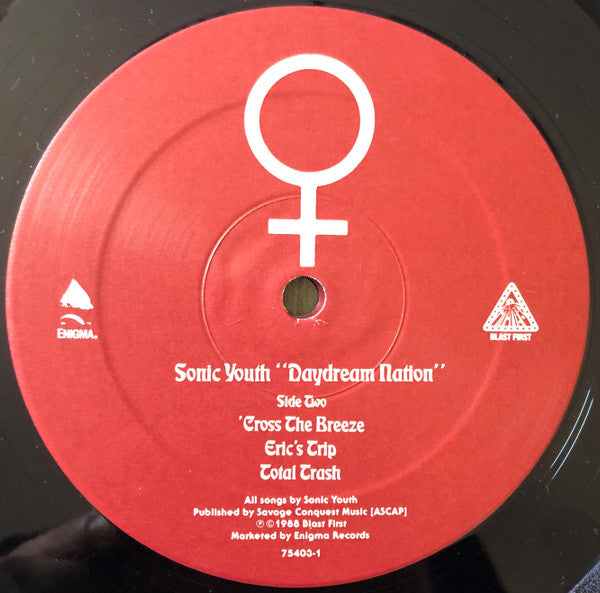 ENIGMA®
BLAST FIRST
Sonic Youth "Daydream Nation"
Side Two
'Cross The Breeze
Eric's Trip
Total Trash
All songs by Sonic Youth
Published by Savage Conquest Music [ASCAP]
℗ © 1988 Blast First
Marketed by Enigma Records
75403-1